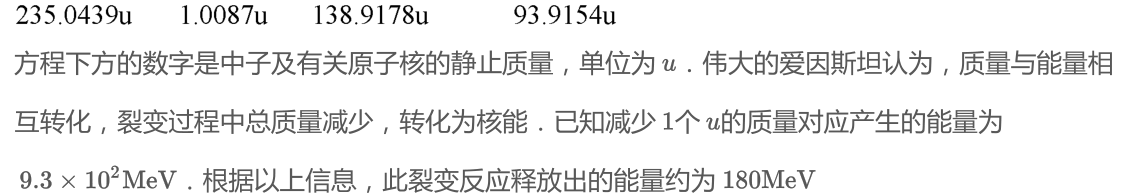 235.0439u 1.0087u 138.9178u 93.9154u
方程下方的数字是中子及有关原子核的静止质量，单位为 u．伟大的爱因斯坦认为，质量与能量相
互转化，裂变过程中总质量减少，转化为核能．已知减少 1个 u的质量对应产生的能量为
9.3 × 10²MeV．根据以上信息，此裂变反应释放出的能量约为 180MeV